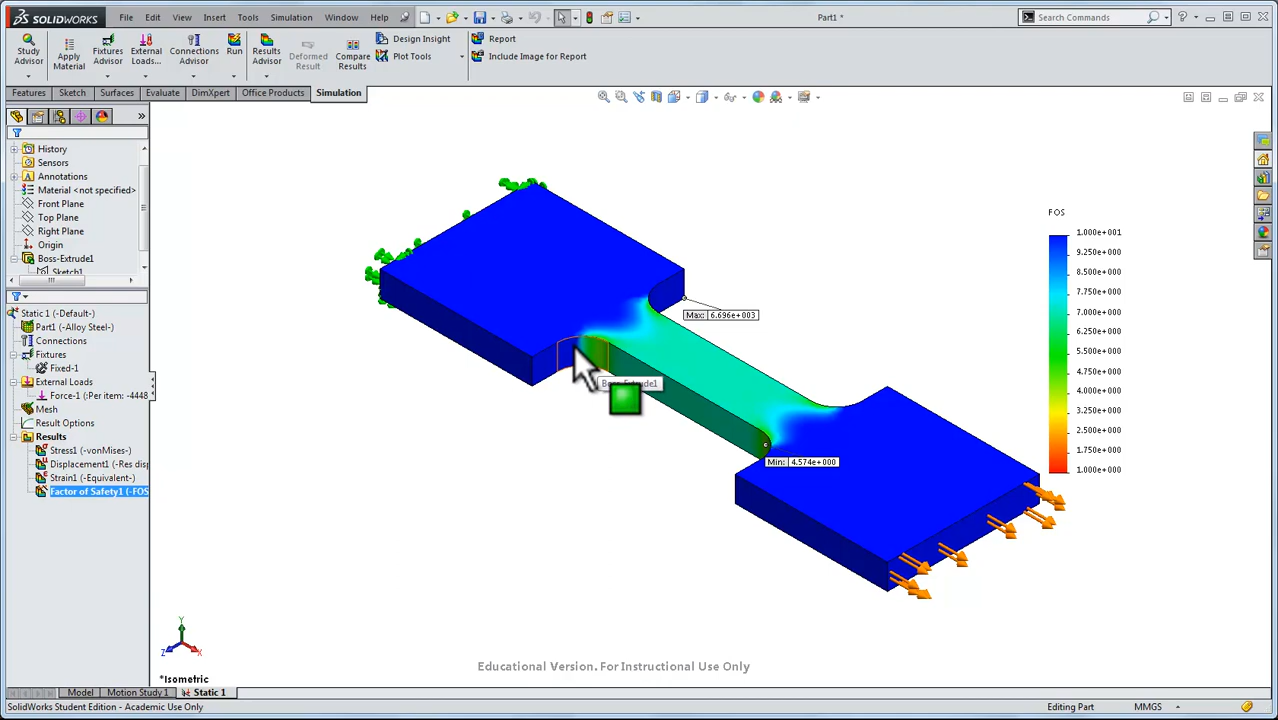 SOLIDWORKS File Edit View Insert Tools Simulation Window Help Part1 * Search Commands
Study Advisor
Apply Material
Fixtures Advisor
External Loads...
Connections Advisor
Run
Results Advisor
Deformed Result
Compare Results
Design Insight
Plot Tools
Report
Include Image for Report
Features Sketch Surfaces Evaluate DimXpert Office Products Simulation
History
Sensors
Annotations
Material <not specified>
Front Plane
Top Plane
Right Plane
Origin
Boss-Extrude1
Sketch1
Static 1 (-Default-)
Part1 (-Alloy Steel-)
Connections
Fixtures
Fixed-1
External Loads
Force-1 (:Per item: -4448
Mesh
Result Options
Results
Stress1 (-vonMises-)
Displacement1 (-Res disp
Strain1 (-Equivalent-)
Factor of Safety1 (-FOS
Max: 6.696e+003
Boss-Extrude1
Min: 4.574e+000
FOS
1.000e+001
9.250e+000
8.500e+000
7.750e+000
7.000e+000
6.250e+000
5.500e+000
4.750e+000
4.000e+000
3.250e+000
2.500e+000
1.750e+000
1.000e+000
Y
Z X
*Isometric
Educational Version. For Instructional Use Only
Model Motion Study 1 Static 1
SolidWorks Student Edition - Academic Use Only Editing Part MMGS